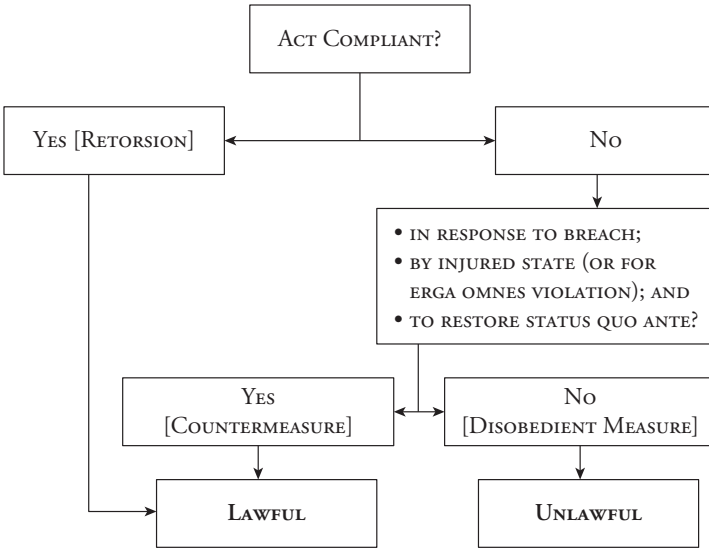 Act Compliant?
Yes [Retorsion]
No
• in response to breach;
• by injured state (or for
erga omnes violation); and
• to restore status quo ante?
Yes
[Countermeasure]
No
[Disobedient Measure]
Lawful
Unlawful